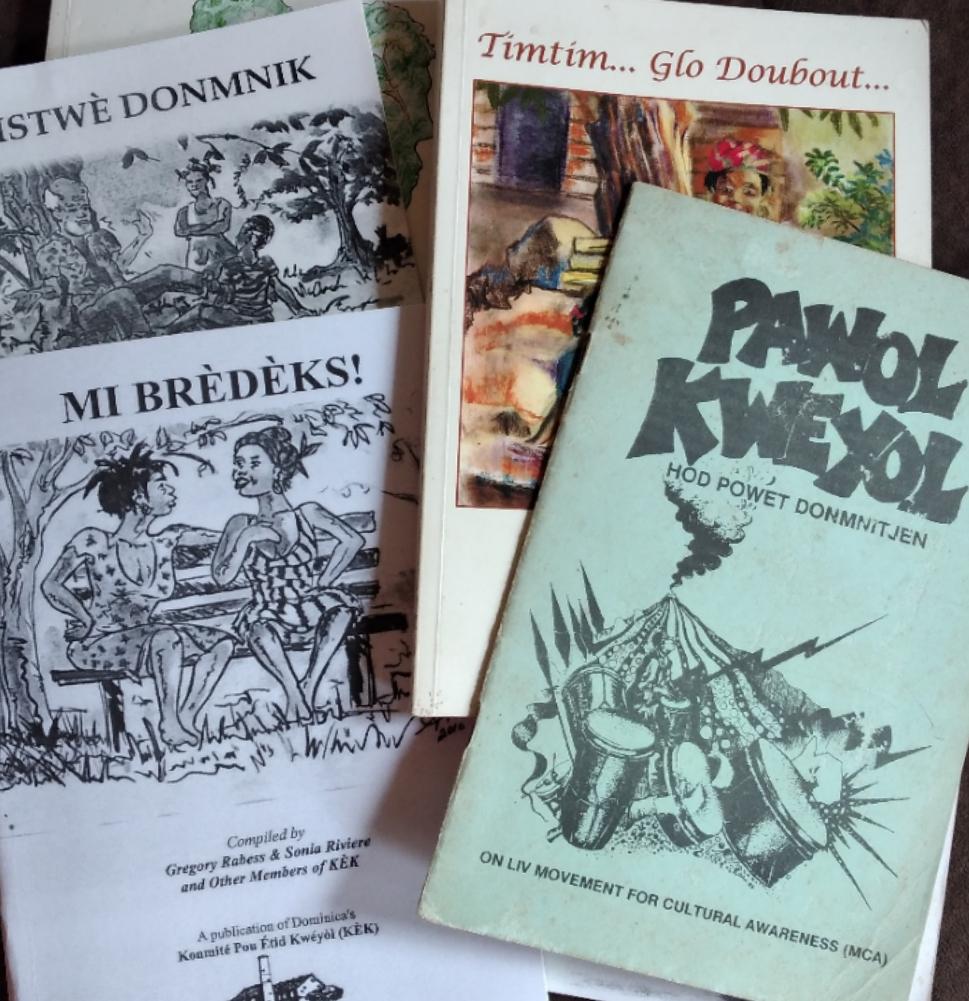 ISTWÈ DONMNIK
Timtim... Glo Doubout...
MI BRÈDÈKS!
Compiled by
Gregory Rabess & Sonia Riviere
and Other Members of KÈK
A publication of Dominica's
Konmité Pou Étid Kwéyòl (KÈK)
PAWOL
KWEYOL
HOD POWÈT DONMNITJEN
ON LIV MOVEMENT FOR CULTURAL AWARENESS (MCA)